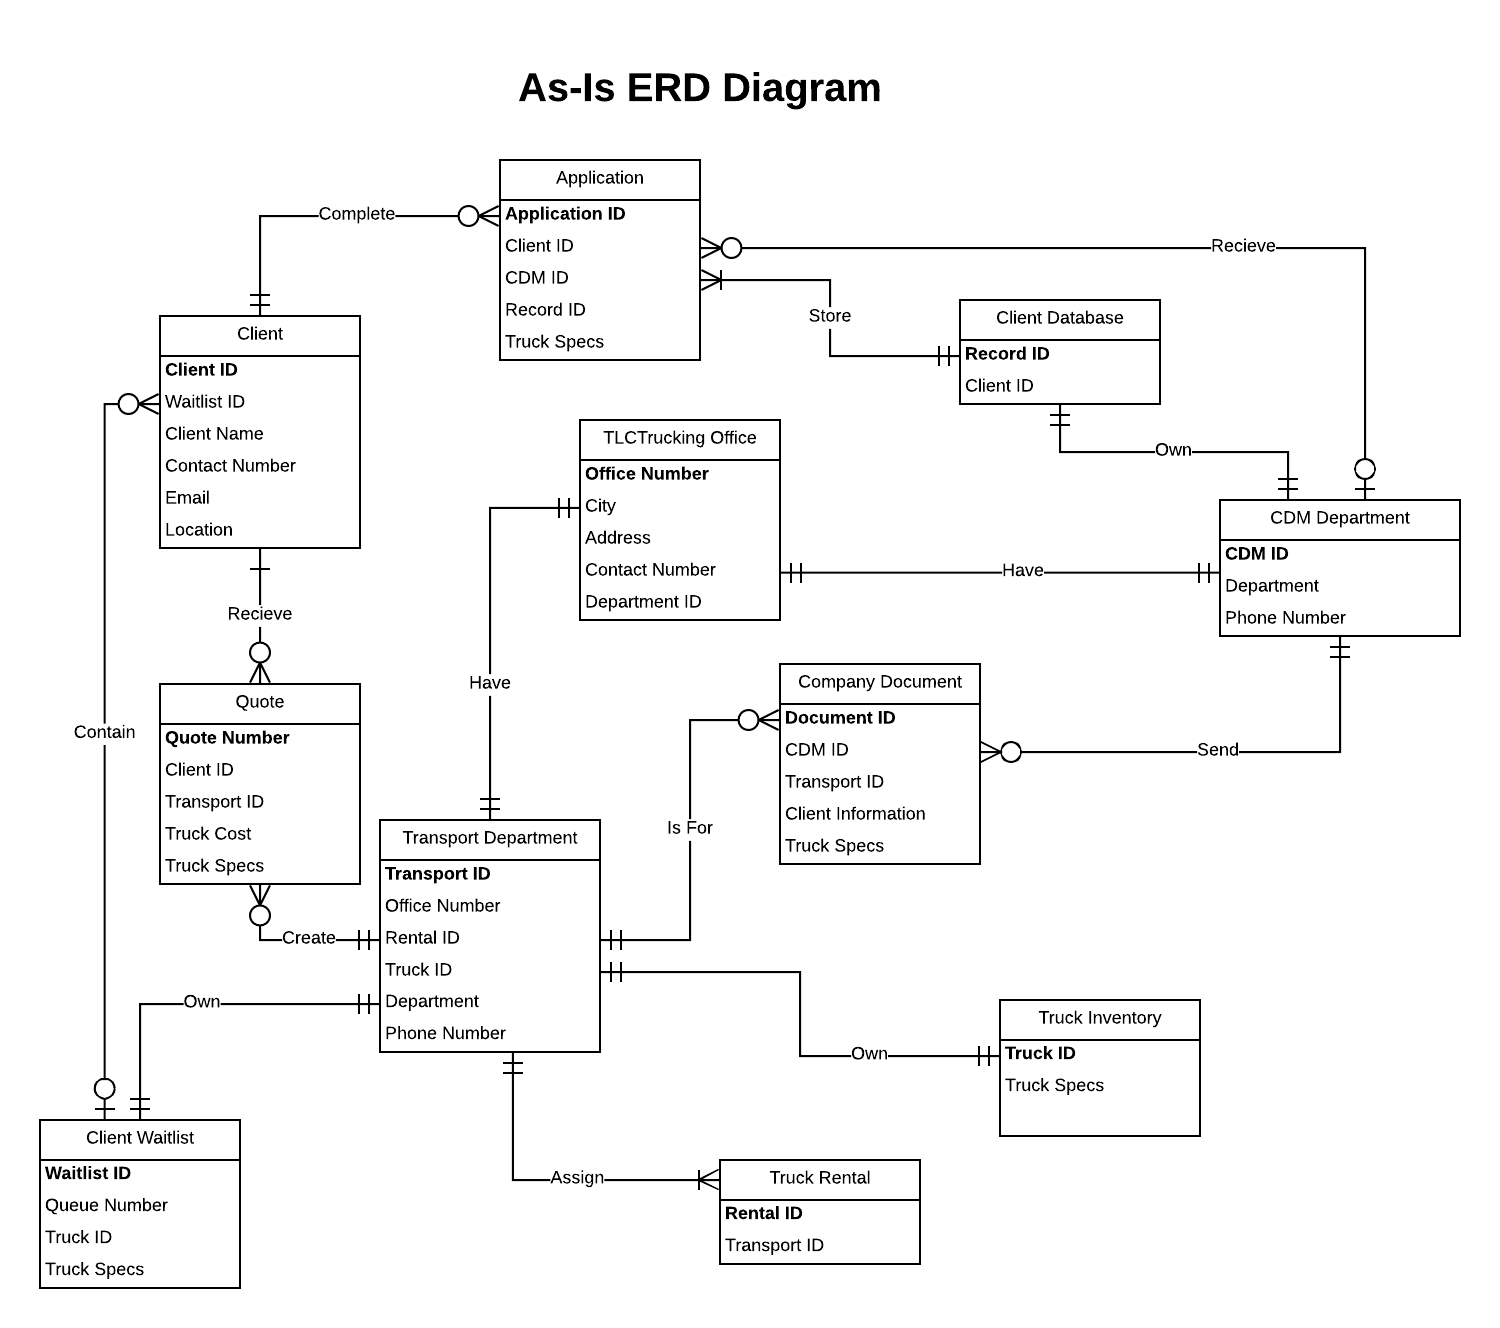 As-Is ERD Diagram
Application
Application ID
Client ID
CDM ID
Record ID
Truck Specs
Complete
Recieve
Store
Client Database
Record ID
Client ID
Own
Client
Client ID
Waitlist ID
Client Name
Contact Number
Email
Location
TLCTrucking Office
Office Number
City
Address
Contact Number
Department ID
Have
CDM Department
CDM ID
Department
Phone Number
Recieve
Have
Contain
Quote
Quote Number
Client ID
Transport ID
Truck Cost
Truck Specs
Company Document
Document ID
CDM ID
Transport ID
Client Information
Truck Specs
Send
Is For
Transport Department
Transport ID
Office Number
Rental ID
Truck ID
Department
Phone Number
Create
Own
Own
Truck Inventory
Truck ID
Truck Specs
Client Waitlist
Waitlist ID
Queue Number
Truck ID
Truck Specs
Assign
Truck Rental
Rental ID
Transport ID